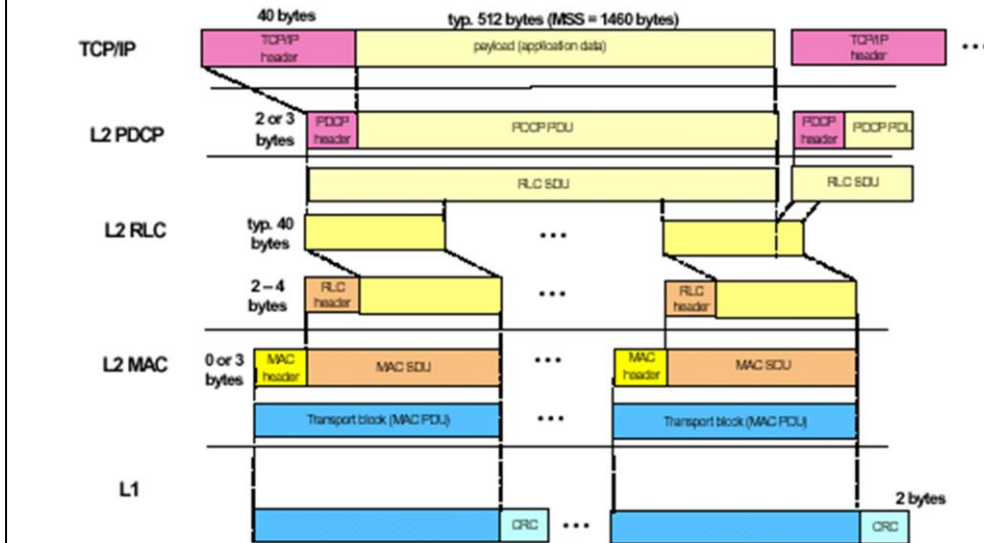 40 bytes
typ. 512 bytes (MSS = 1460 bytes)
TCP/IP
TCP/IP
header
payload (application data)
TCP/IP
header
•••
L2 PDCP
2 or 3
bytes
PDCP
header
PDCP PDU
PDCP
header
PDCP PDU
RLC SDU
RLC SDU
L2 RLC
typ. 40
bytes
•••
2 – 4
bytes
RLC
header
•••
RLC
header
L2 MAC
0 or 3
bytes
MAC
header
MAC SDU
•••
MAC
header
MAC SDU
Transport block (MAC PDU)
•••
Transport block (MAC PDU)
L1
2 bytes
CRC
•••
CRC